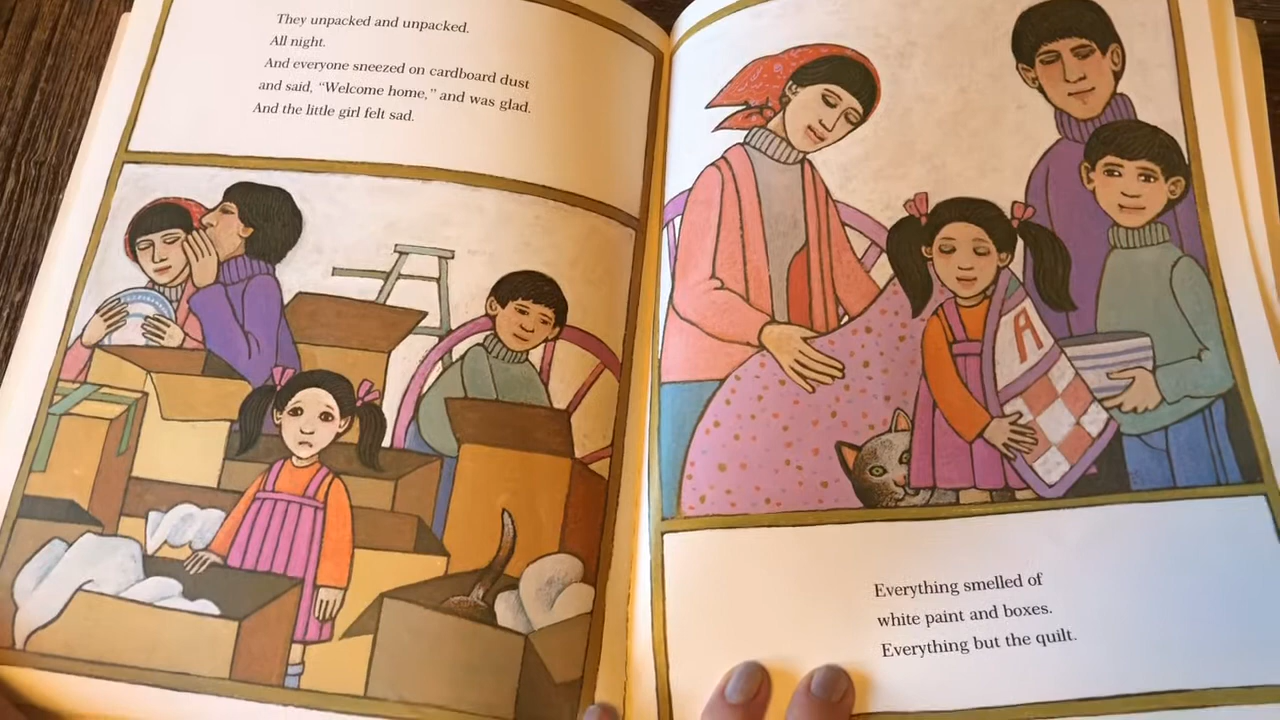 They unpacked and unpacked.
All night.
And everyone sneezed on cardboard dust
and said, “Welcome home,” and was glad.
And the little girl felt sad.
A
Everything smelled of
white paint and boxes.
Everything but the quilt.